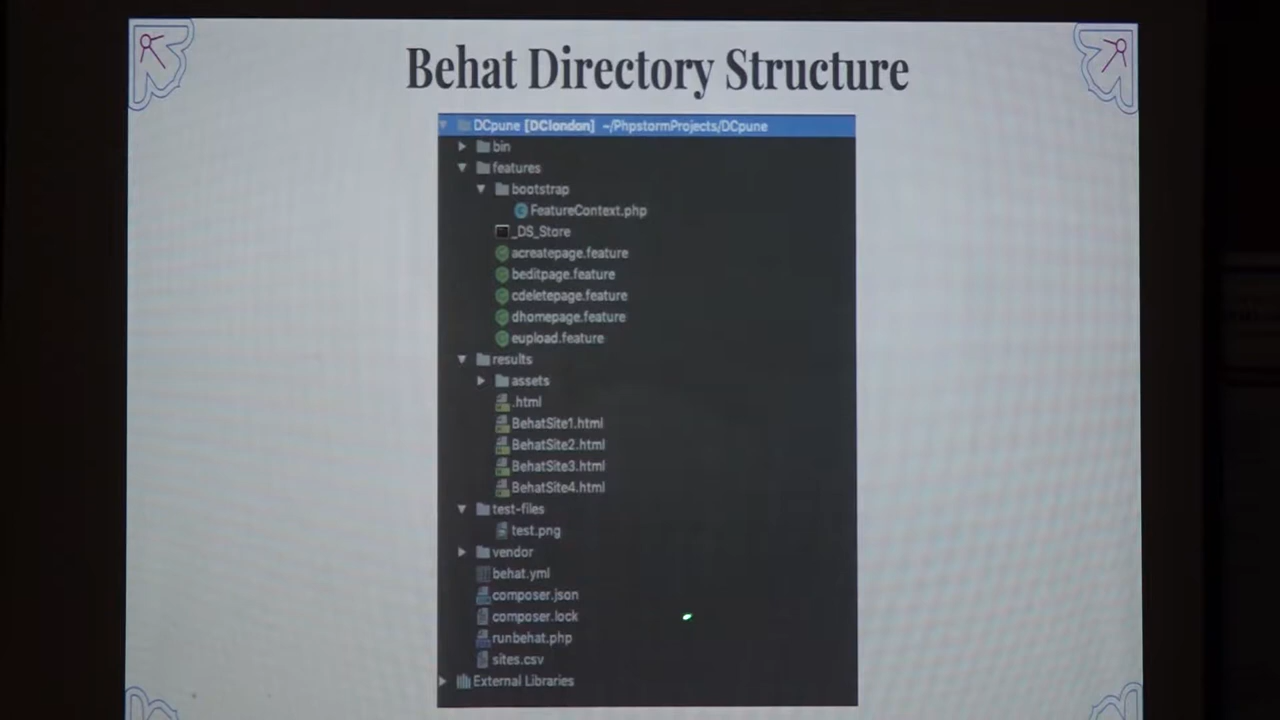 Behat Directory Structure
DCpune [DClondon] ~/PhpstormProjects/DCpune
bin
features
bootstrap
FeatureContext.php
_DS_Store
acreatepage.feature
beditpage.feature
cdeletepage.feature
dhomepage.feature
eupload.feature
results
assets
.html
BehatSite1.html
BehatSite2.html
BehatSite3.html
BehatSite4.html
test-files
test.png
vendor
behat.yml
composer.json
composer.lock
runbehat.php
sites.csv
External Libraries